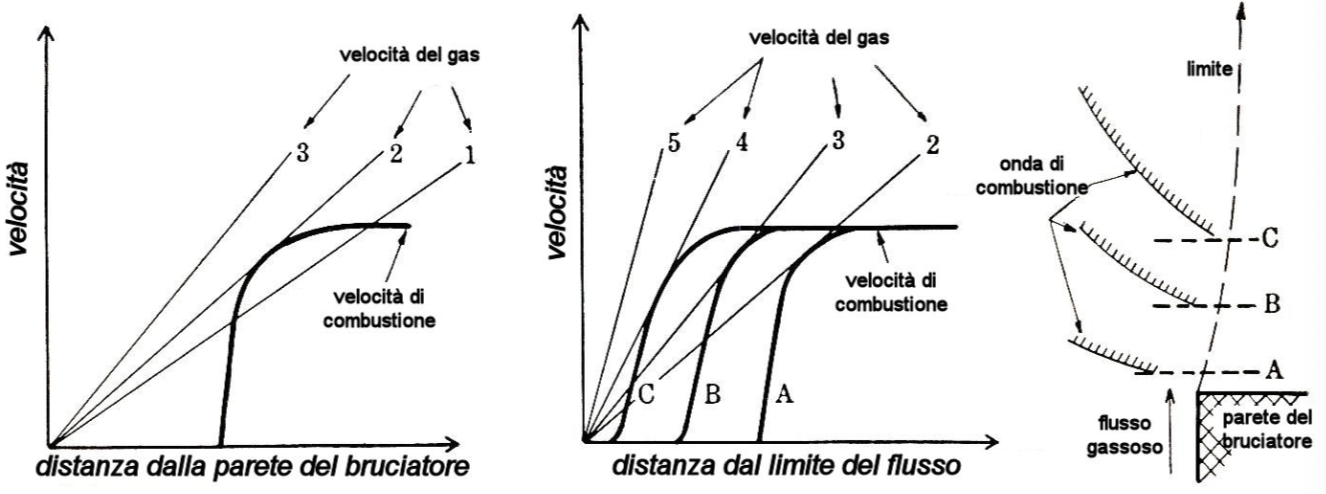 velocità del gas
3
2
1
velocità
velocità di
combustione
distanza dalla parete del bruciatore
velocità del gas
5
4
3
2
velocità
velocità di
combustione
C
B
A
distanza dal limite del flusso
limite
onda di
combustione
C
B
A
flusso
gassoso
parete del
bruciatore